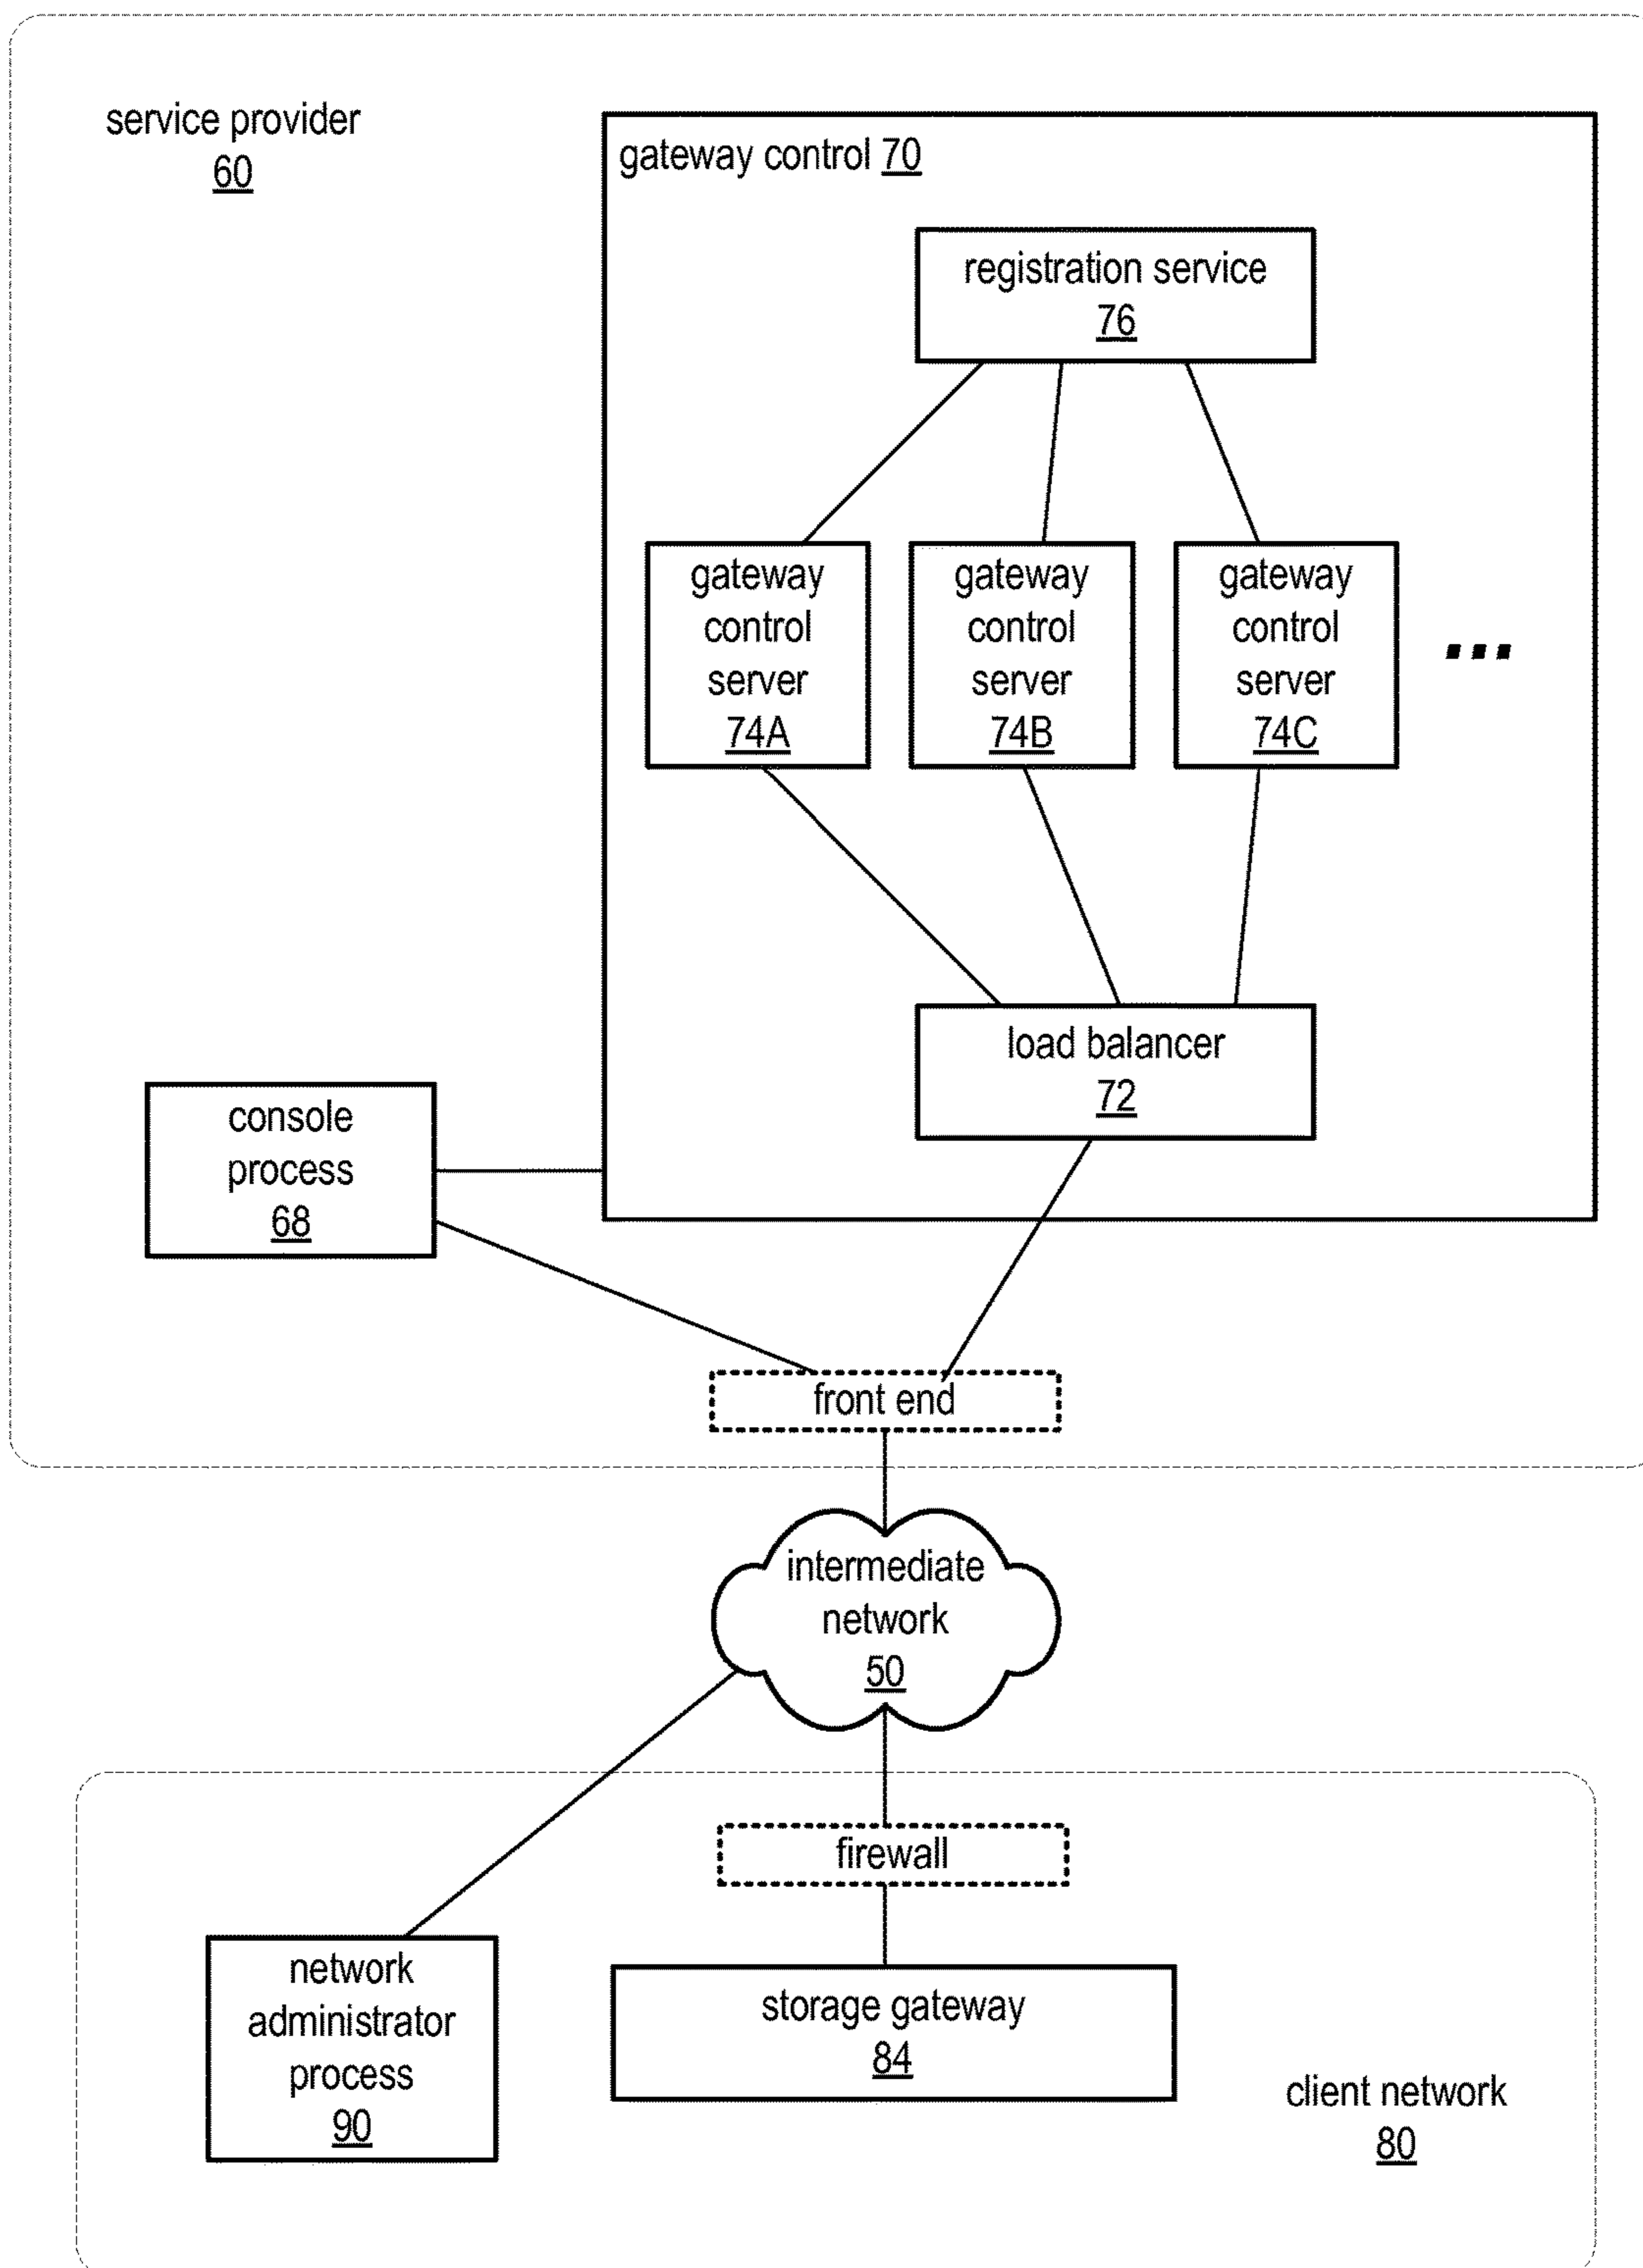 service provider
60
gateway control 70
registration service
76
gateway
control
server
74A
gateway
control
server
74B
gateway
control
server
74C
...
load balancer
72
console
process
68
front end
intermediate
network
50
firewall
network
administrator
process
90
storage gateway
84
client network
80